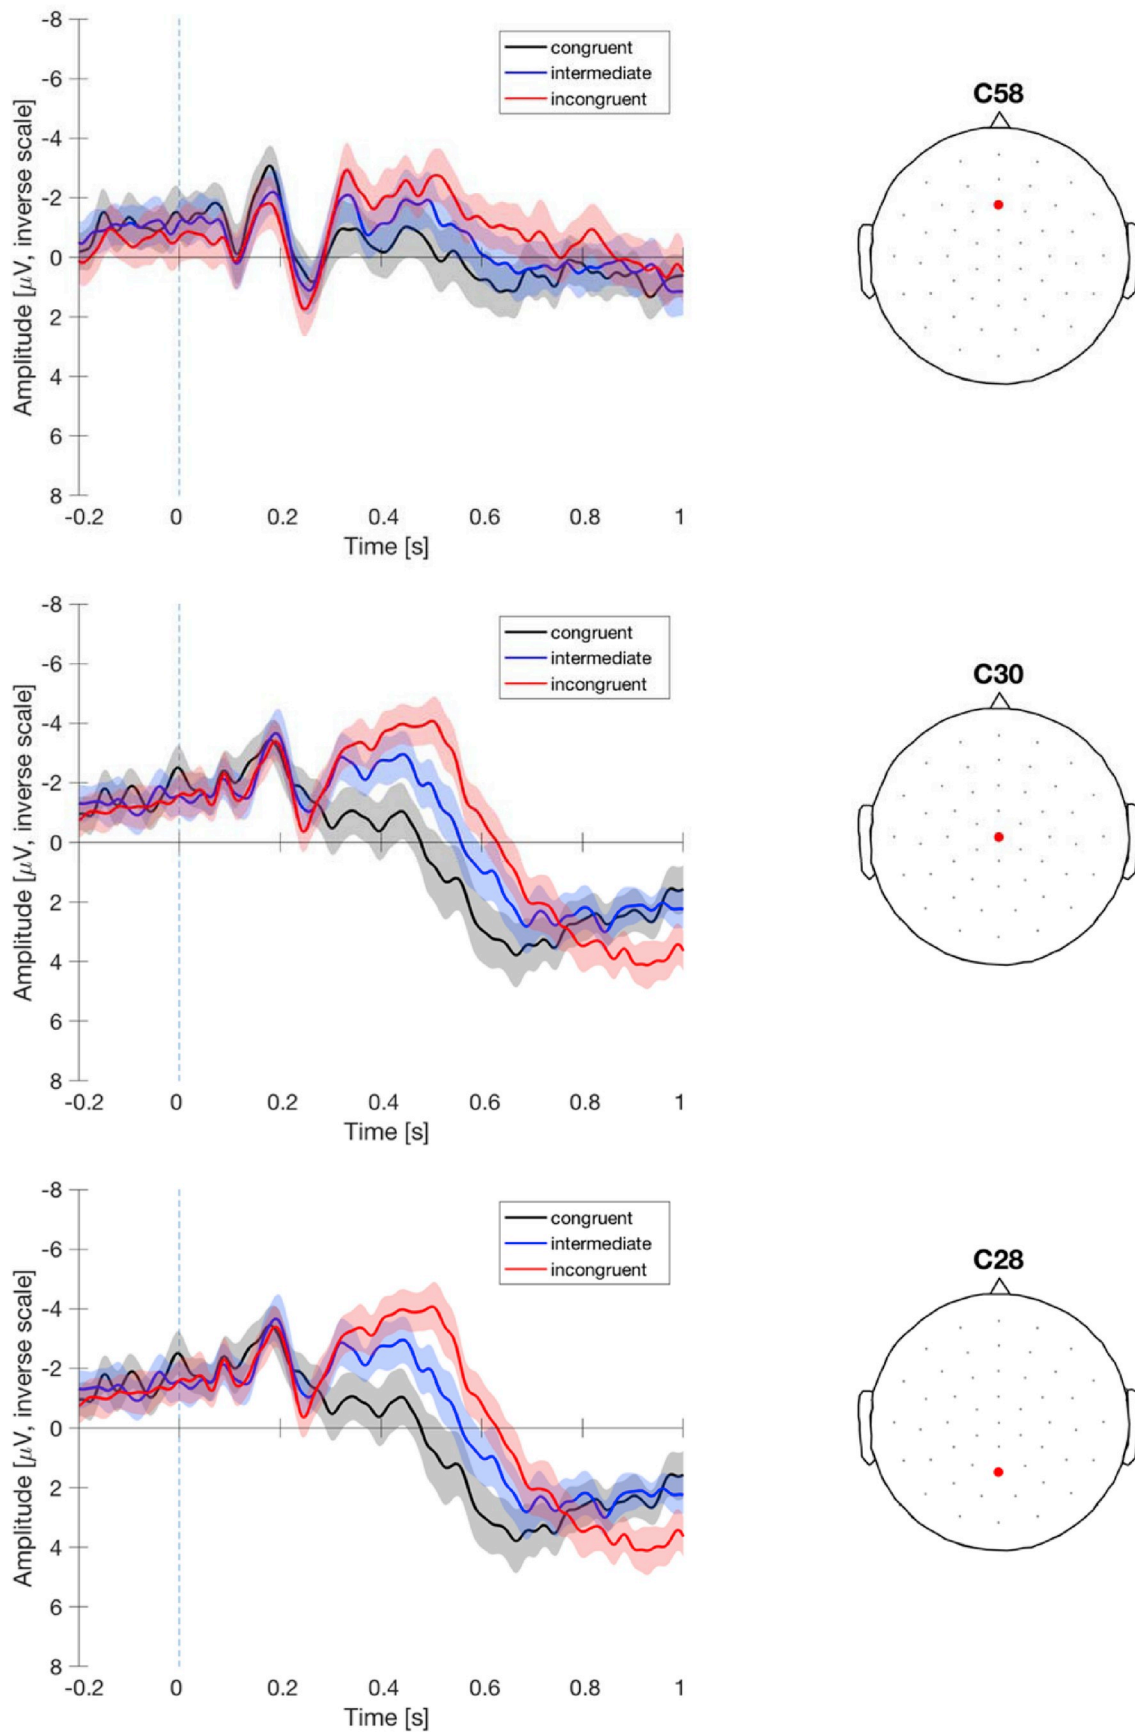 -8
-6
-4
-2
0
2
4
6
8
Amplitude [μV, inverse scale)
congruent
intermediate
incongruent
-0.2 0 0.2 0.4 0.6 0.8 1
Time [s]
C58
-8
-6
-4
-2
0
2
4
6
8
Amplitude [μV, inverse scale)
congruent
intermediate
incongruent
-0.2 0 0.2 0.4 0.6 0.8 1
Time [s]
C30
-8
-6
-4
-2
0
2
4
6
8
Amplitude [μV, inverse scale)
congruent
intermediate
incongruent
-0.2 0 0.2 0.4 0.6 0.8 1
Time [s]
C28